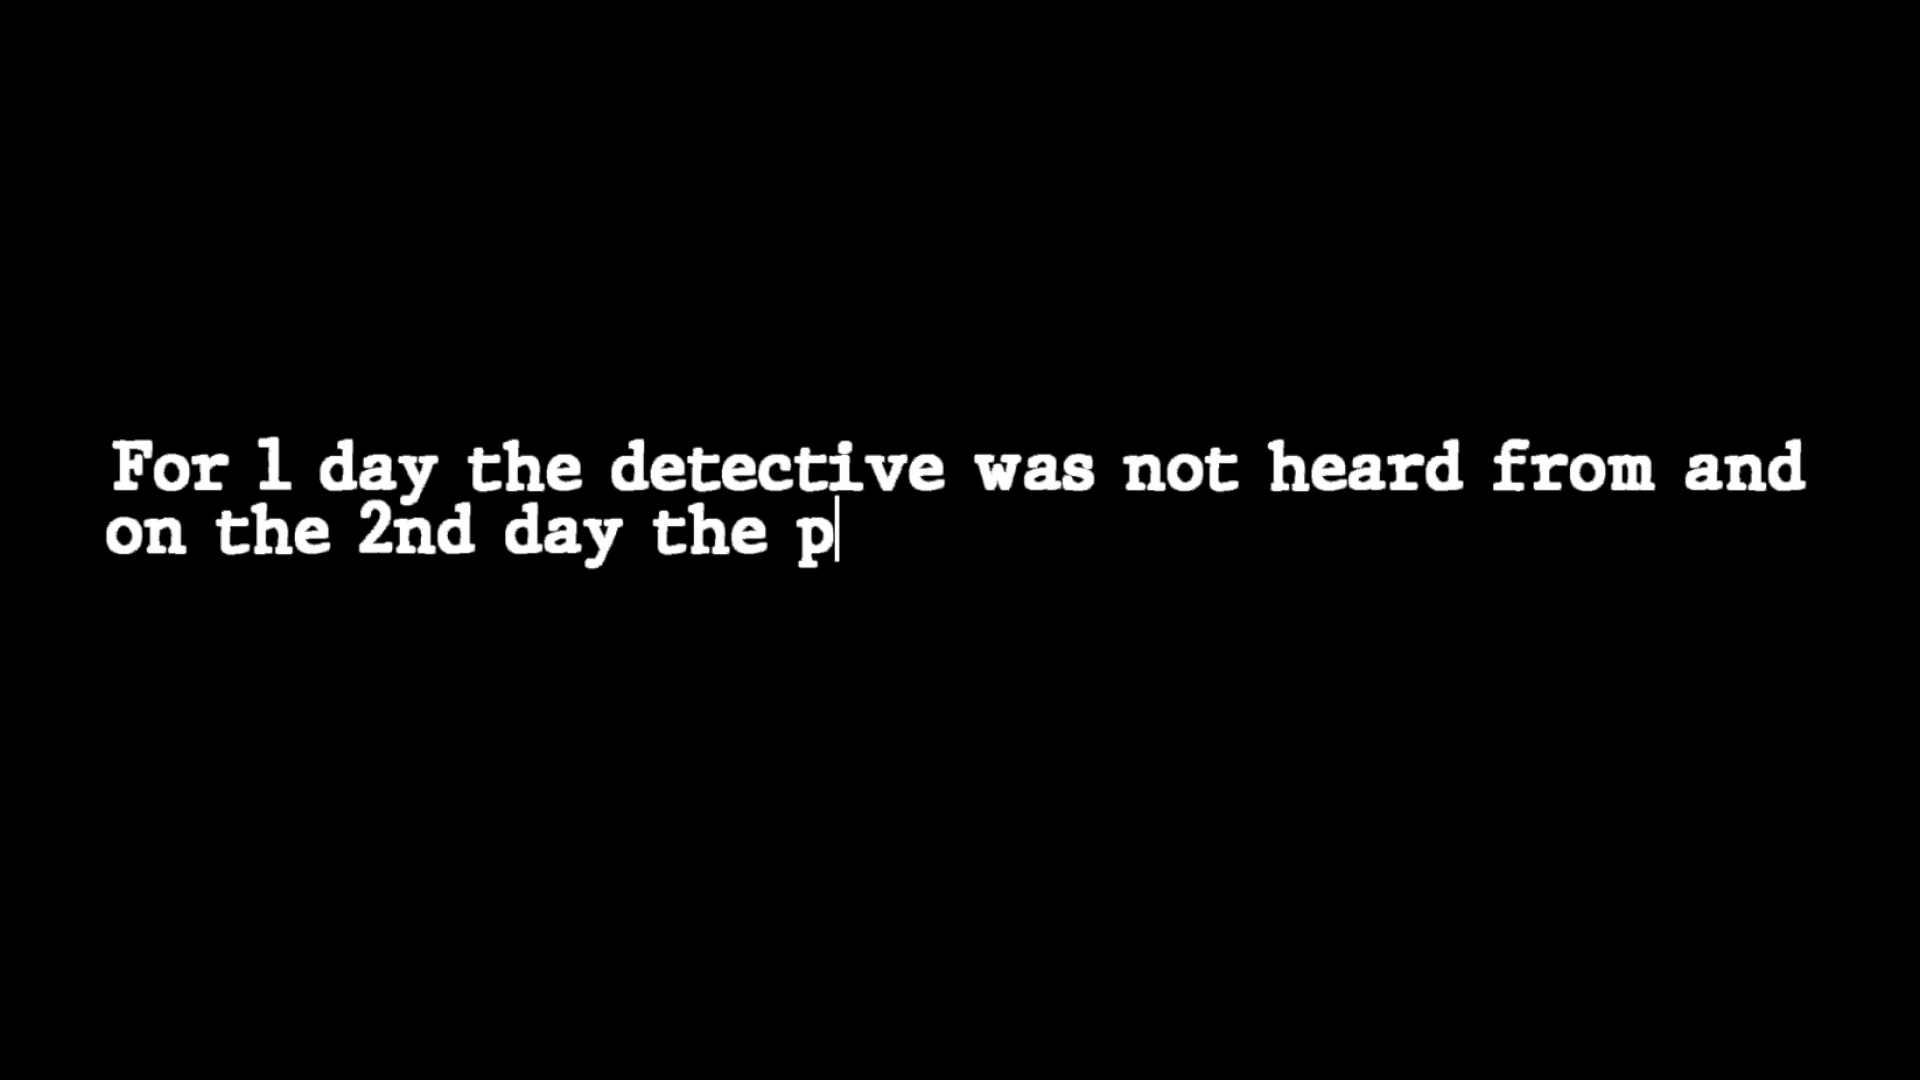 For 1 day the detective was not heard from and
on the 2nd day the p